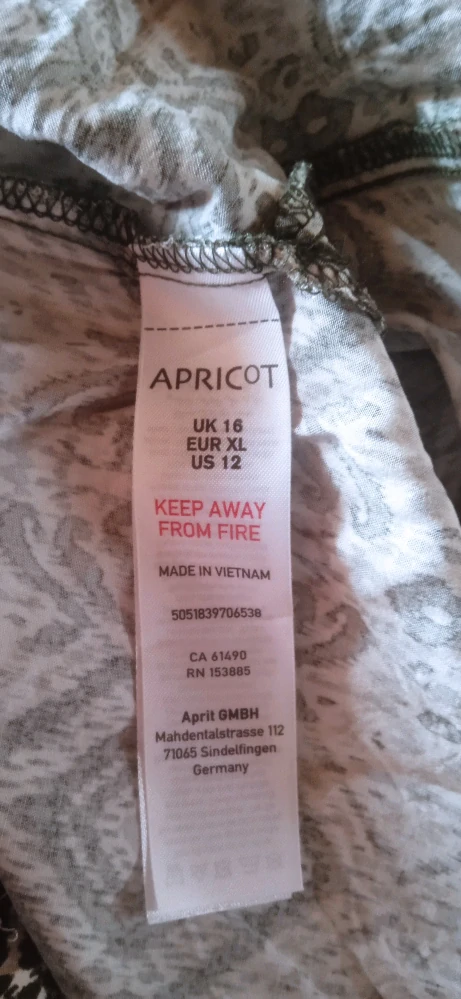 APRICOT
UK 16
EUR XL
US 12
KEEP AWAY
FROM FIRE
MADE IN VIETNAM
5051839706538
CA 61490
RN 153885
Aprit GMBH
Mahdentalstrasse 112
71065 Sindelfingen
Germany